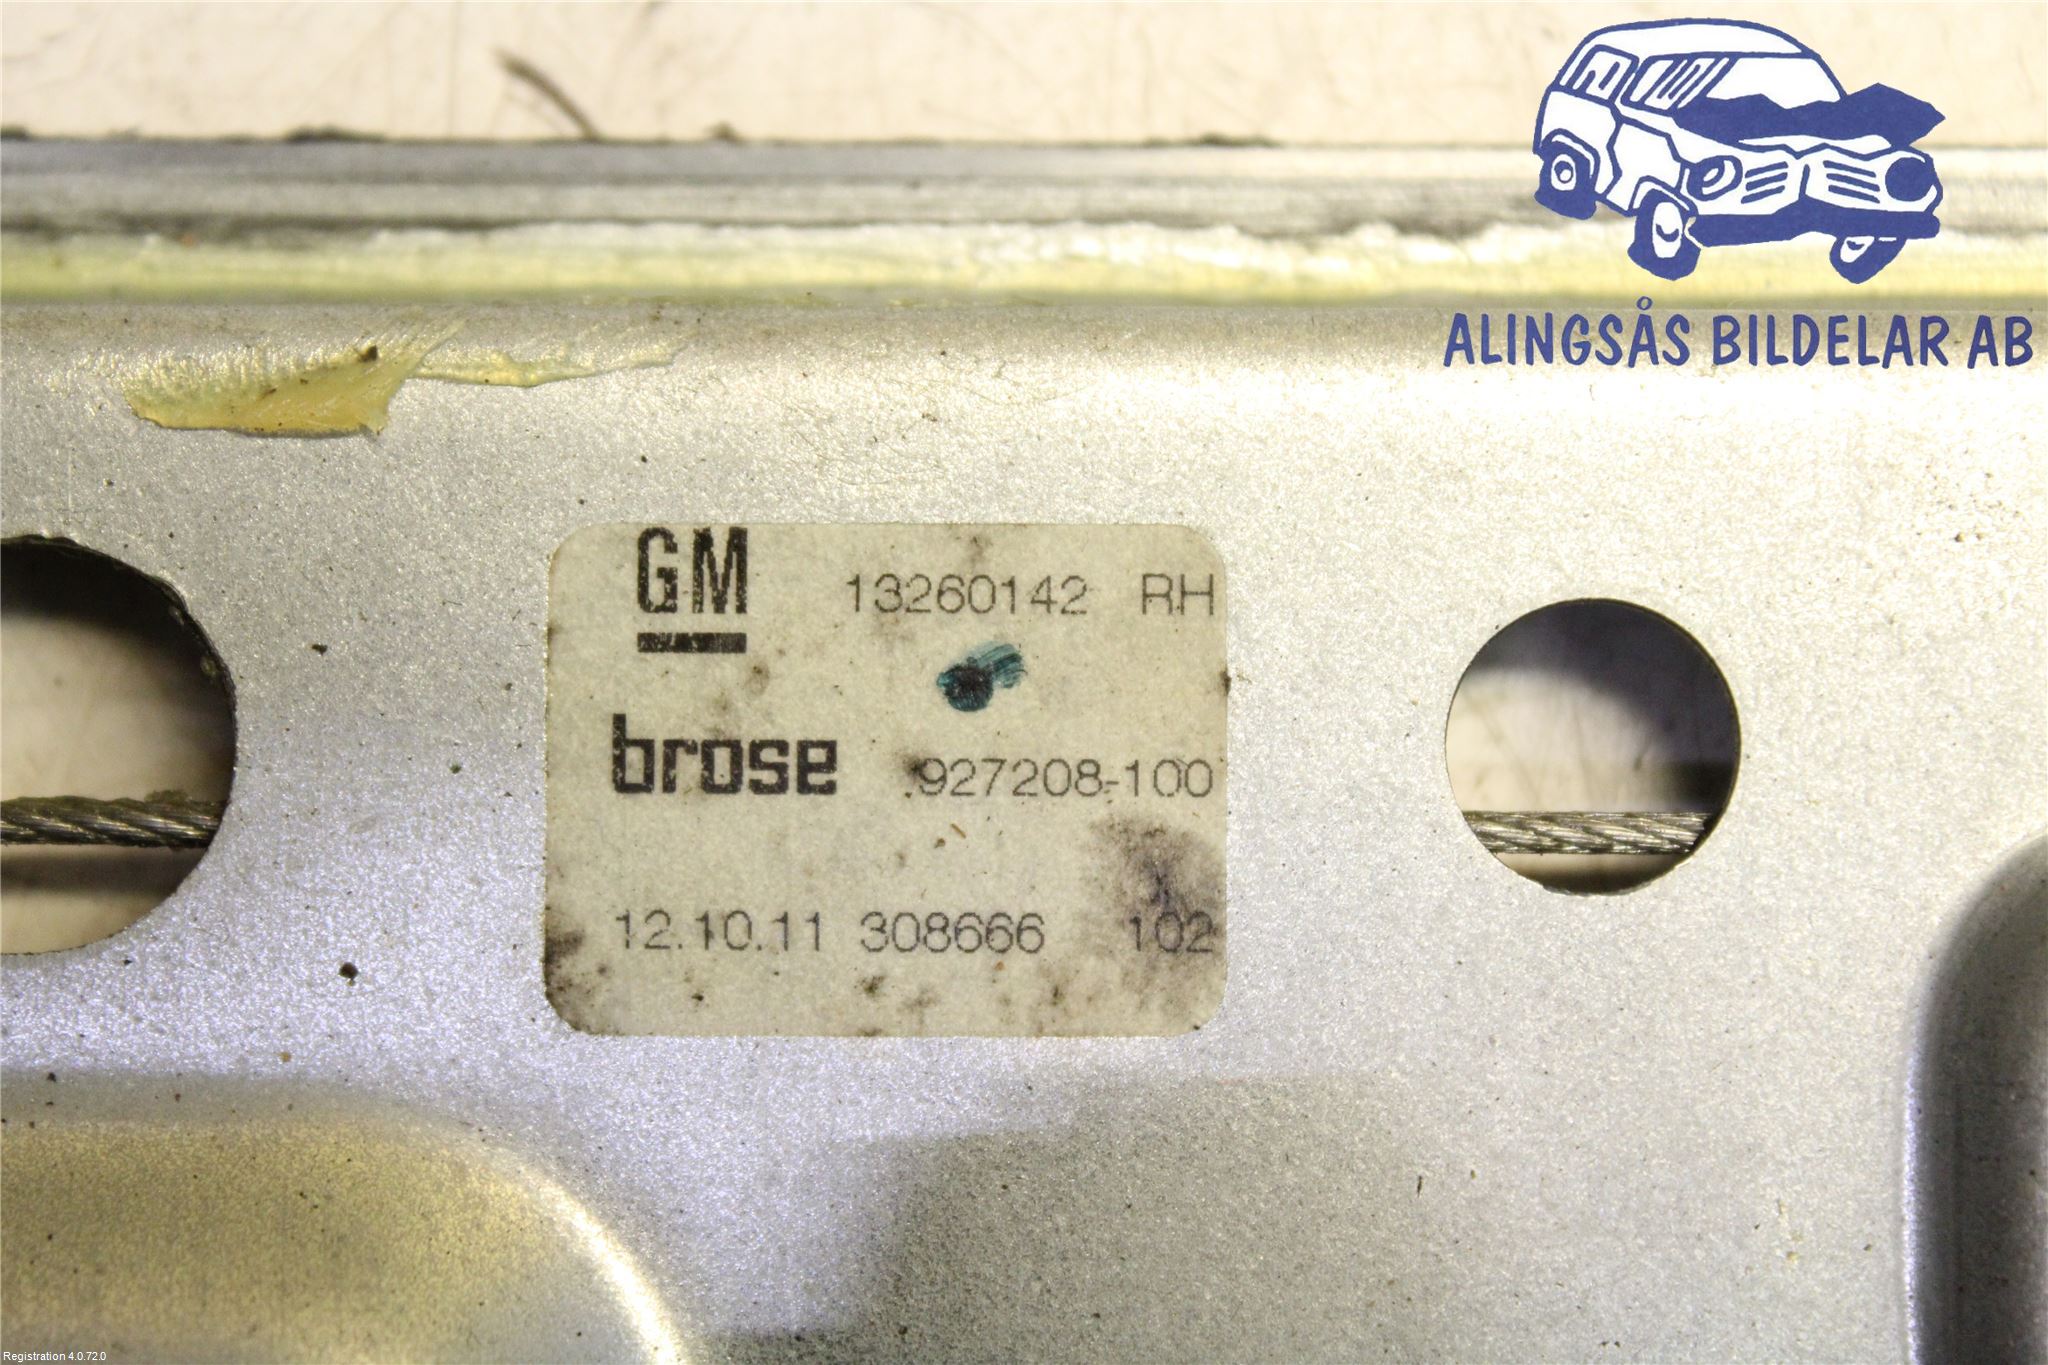 ALINGSÅS BILDELAR AB
GM 13260142 RH
brose 927208-100
12.10.11 308666 102
Registration 4.0.72.0